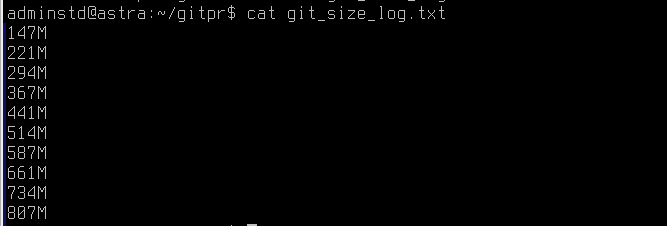 adminstd@astra:~/gitpr$ cat git_size_log.txt
147M
221M
294M
367M
441M
514M
587M
661M
734M
807M